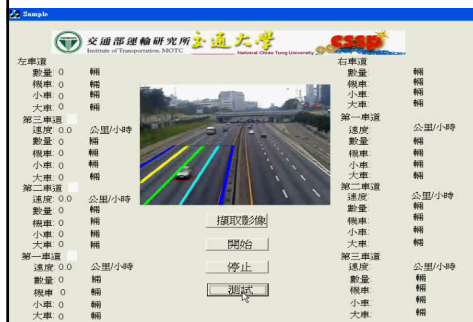 Sample
交通部運輸研究所
Institute of Transportation, MOTC
交通大學
National Chiao Tung University
CSSP
左車道
數量: 0 輛
機車: 0 輛
小車: 0 輛
大車: 0 輛
第三車道
速度: 0.0 公里/小時
數量: 0 輛
機車: 0 輛
小車: 0 輛
大車: 0 輛
第二車道
速度: 0.0 公里/小時
數量: 0 輛
機車: 0 輛
小車: 0 輛
大車: 0 輛
第一車道
速度: 0.0 公里/小時
數量: 0 輛
機車: 0 輛
小車: 0 輛
大車: 0 輛
擷取影像
開始
停止
測試
右車道
數量: 輛
機車: 輛
小車: 輛
大車: 輛
第一車道
速度: 公里/小時
數量: 輛
機車: 輛
小車: 輛
大車: 輛
第二車道
速度: 公里/小時
數量: 輛
機車: 輛
小車: 輛
大車: 輛
第三車道
速度: 公里/小時
數量: 輛
機車: 輛
小車: 輛
大車: 輛